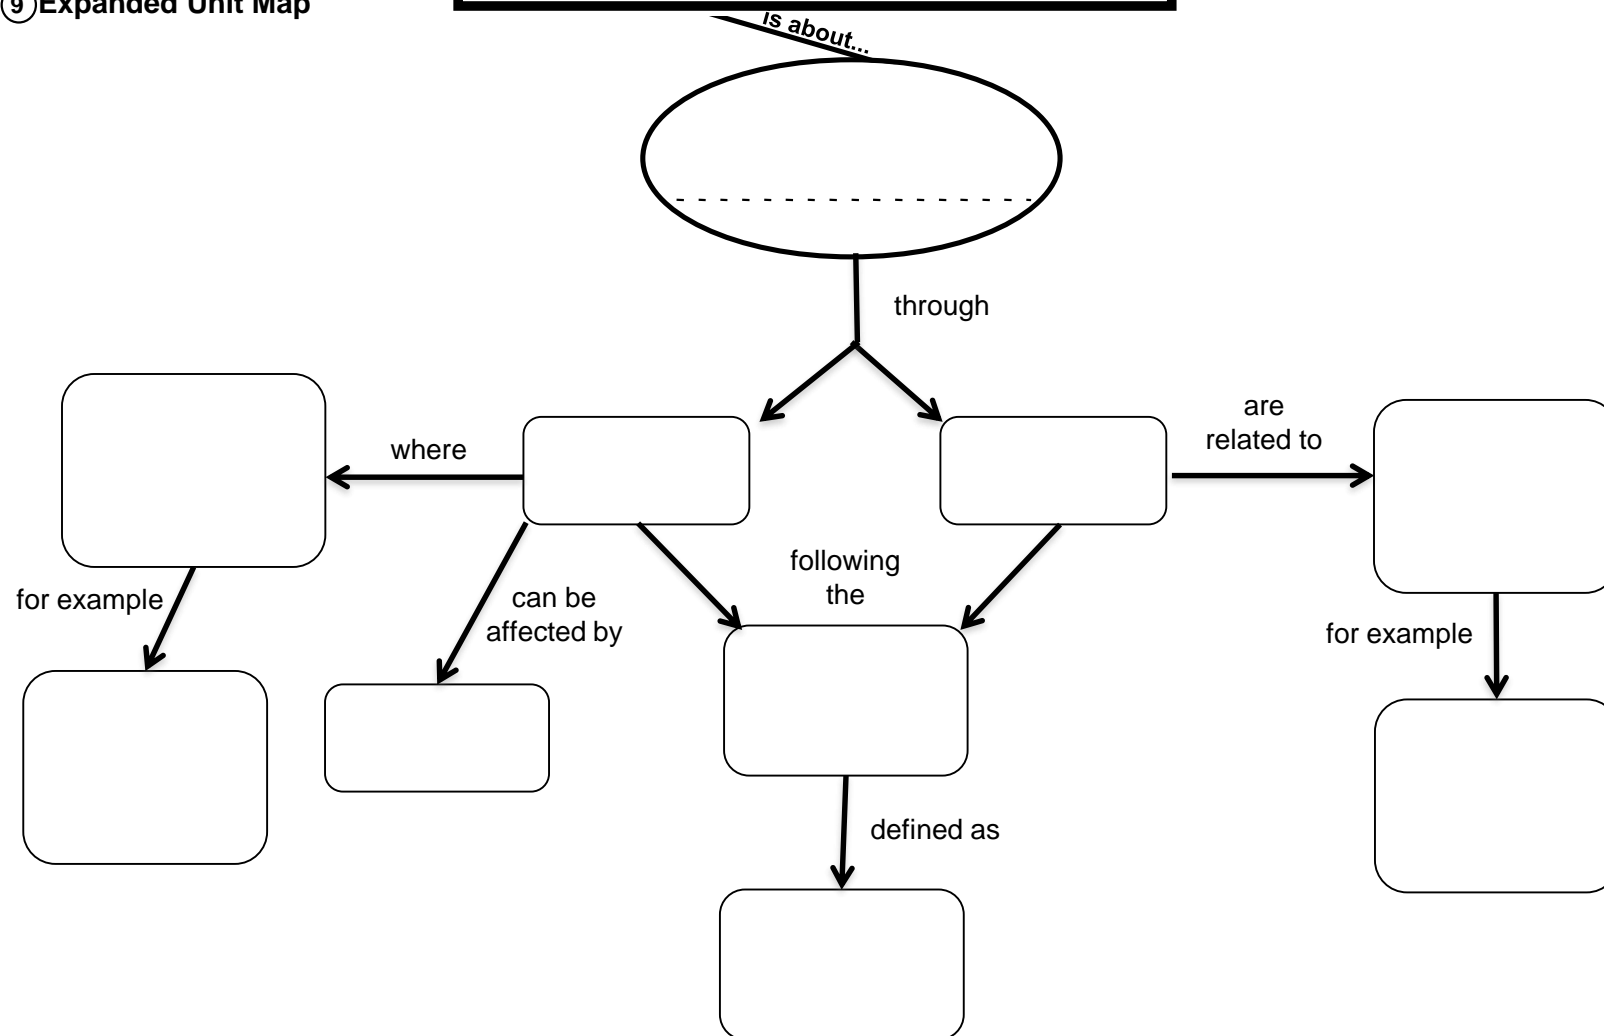 9 Expanded Unit Map
is about...
through
where
are
related to
following
the
for example
can be
affected by
for example
defined as